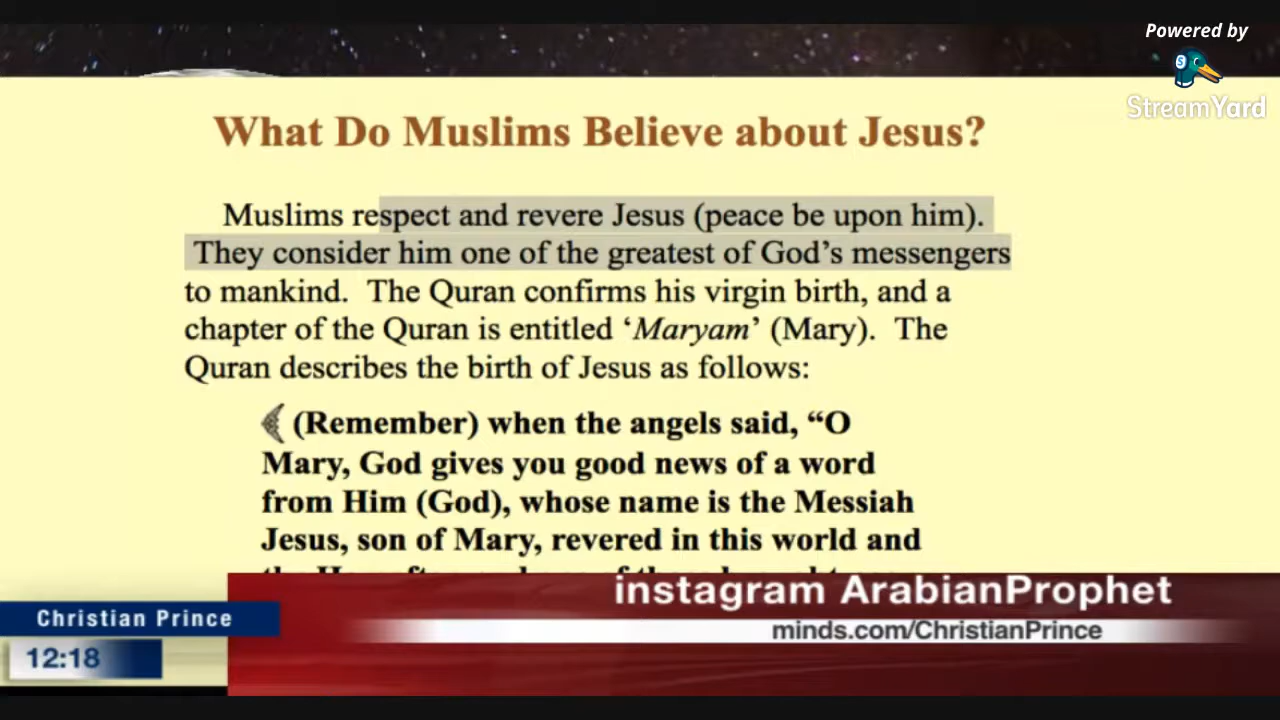 Powered by
StreamYard
What Do Muslims Believe about Jesus?
Muslims respect and revere Jesus (peace be upon him).
They consider him one of the greatest of God’s messengers
to mankind.  The Quran confirms his virgin birth, and a
chapter of the Quran is entitled ‘Maryam’ (Mary).  The
Quran describes the birth of Jesus as follows:
(Remember) when the angels said, “O
Mary, God gives you good news of a word
from Him (God), whose name is the Messiah
Jesus, son of Mary, revered in this world and
instagram ArabianProphet
minds.com/ChristianPrince
Christian Prince
12:18